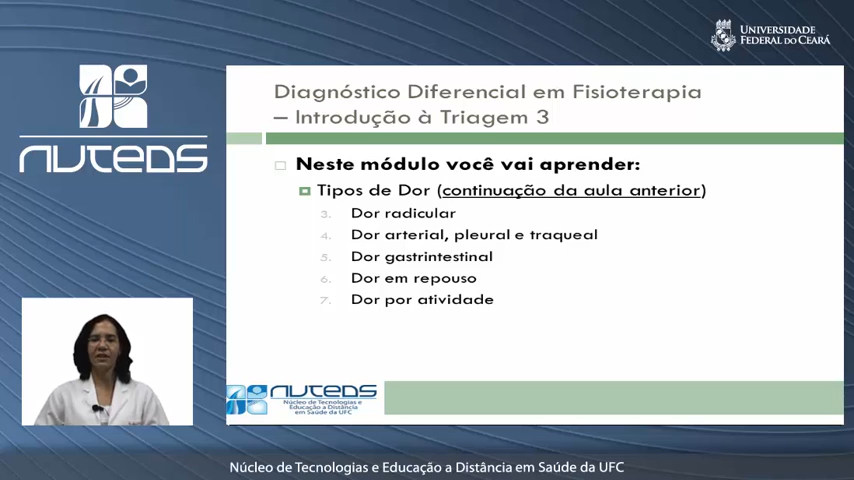 UNIVERSIDADE
FEDERAL DO CEARÁ
NUTEDS
Diagnóstico Diferencial em Fisioterapia
– Introdução à Triagem 3
Neste módulo você vai aprender:
Tipos de Dor (continuação da aula anterior)
3. Dor radicular
4. Dor arterial, pleural e traqueal
5. Dor gastrintestinal
6. Dor em repouso
7. Dor por atividade
NUTEDS
Núcleo de Tecnologias e
Educação a Distância
em Saúde da UFC
Núcleo de Tecnologias e Educação a Distância em Saúde da UFC